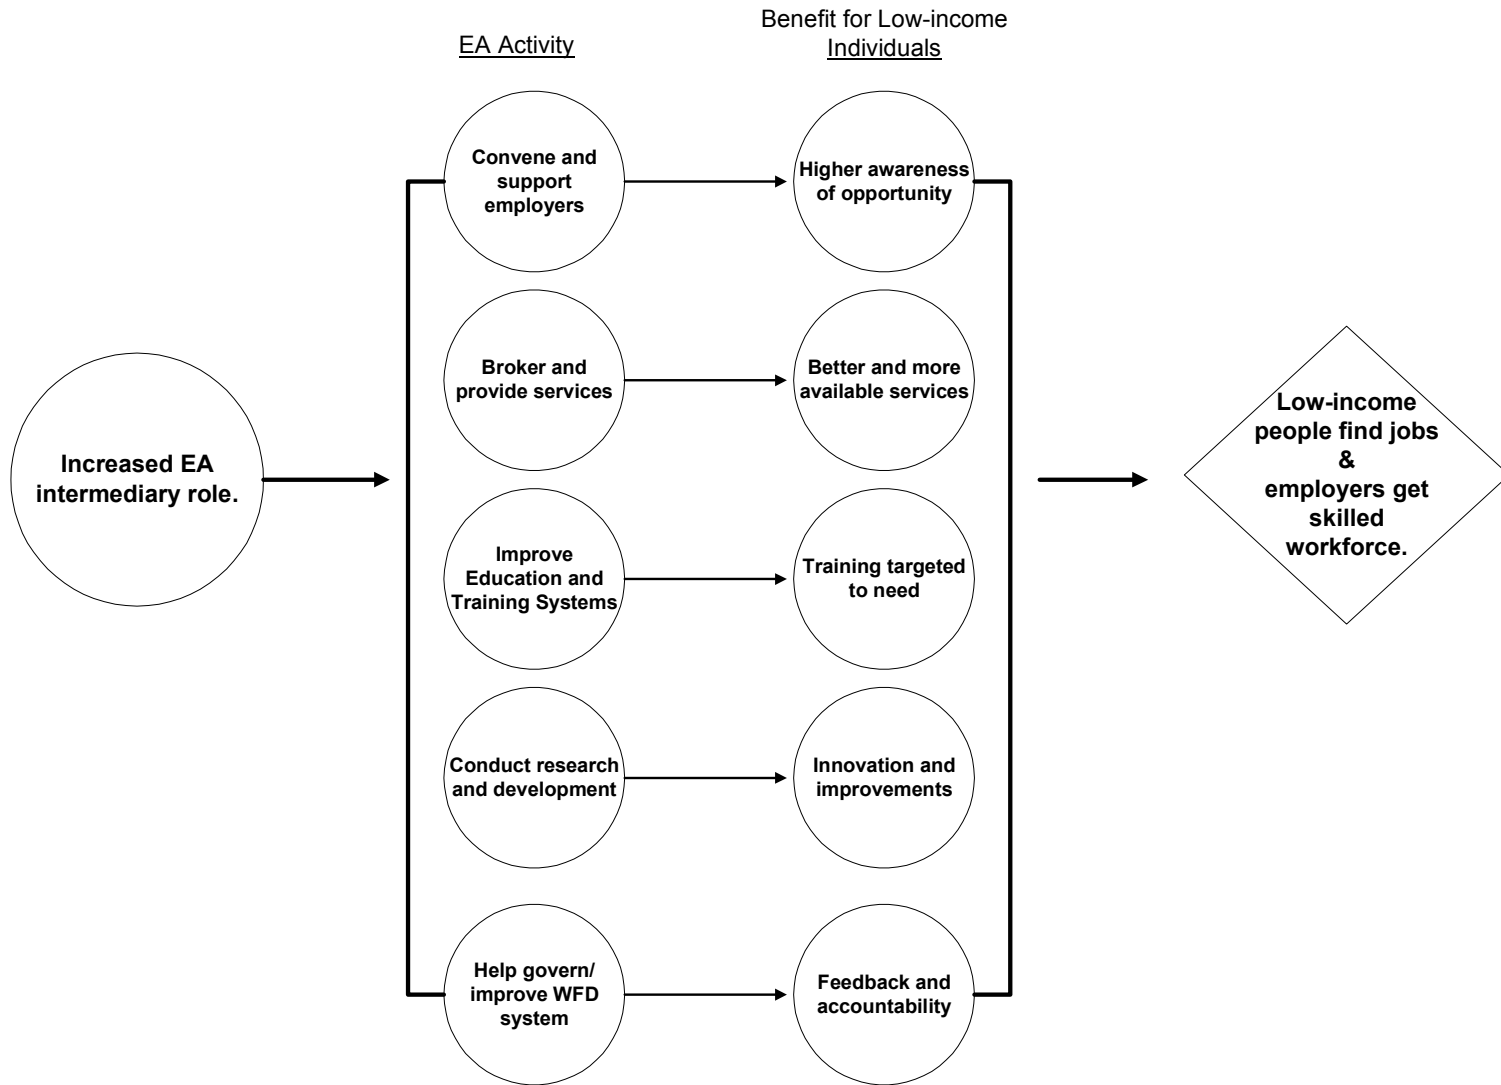 EA Activity
Benefit for Low-income
Individuals
Convene and
support
employers
Higher awareness
of opportunity
Broker and
provide services
Better and more
available services
Increased EA
intermediary role.
Low-income
people find jobs
&
employers get
skilled
workforce.
Improve
Education and
Training Systems
Training targeted
to need
Conduct research
and development
Innovation and
improvements
Help govern/
improve WFD
system
Feedback and
accountability